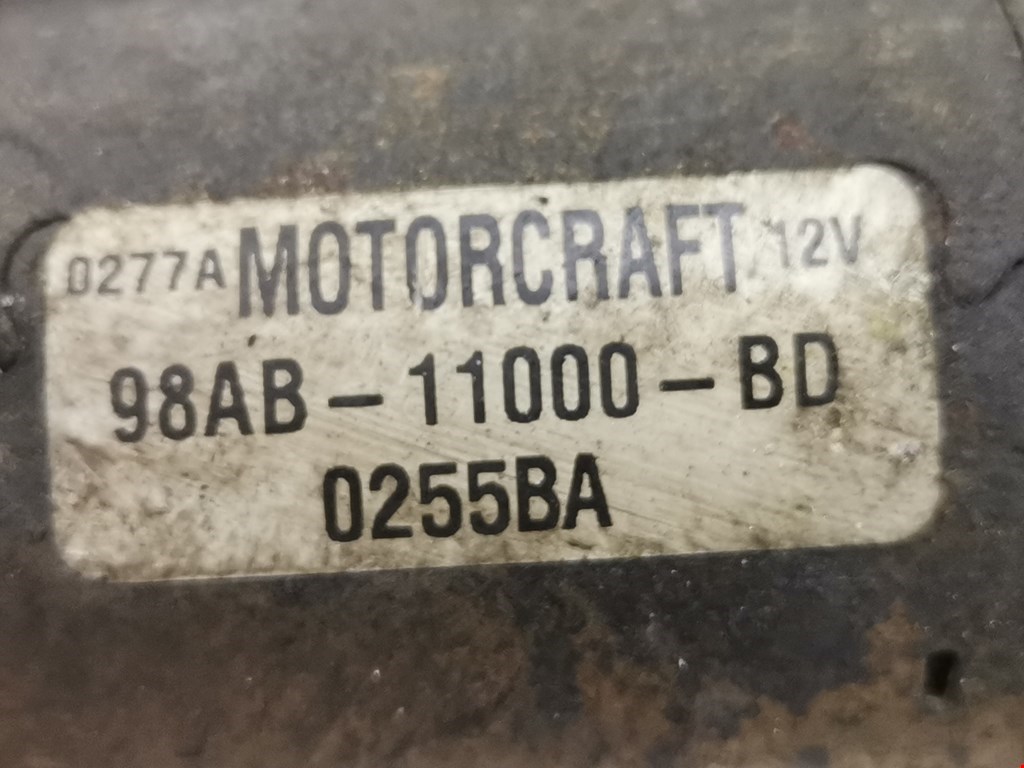 0277A MOTORCRAFT 12V
98AB-11000-BD
0255BA